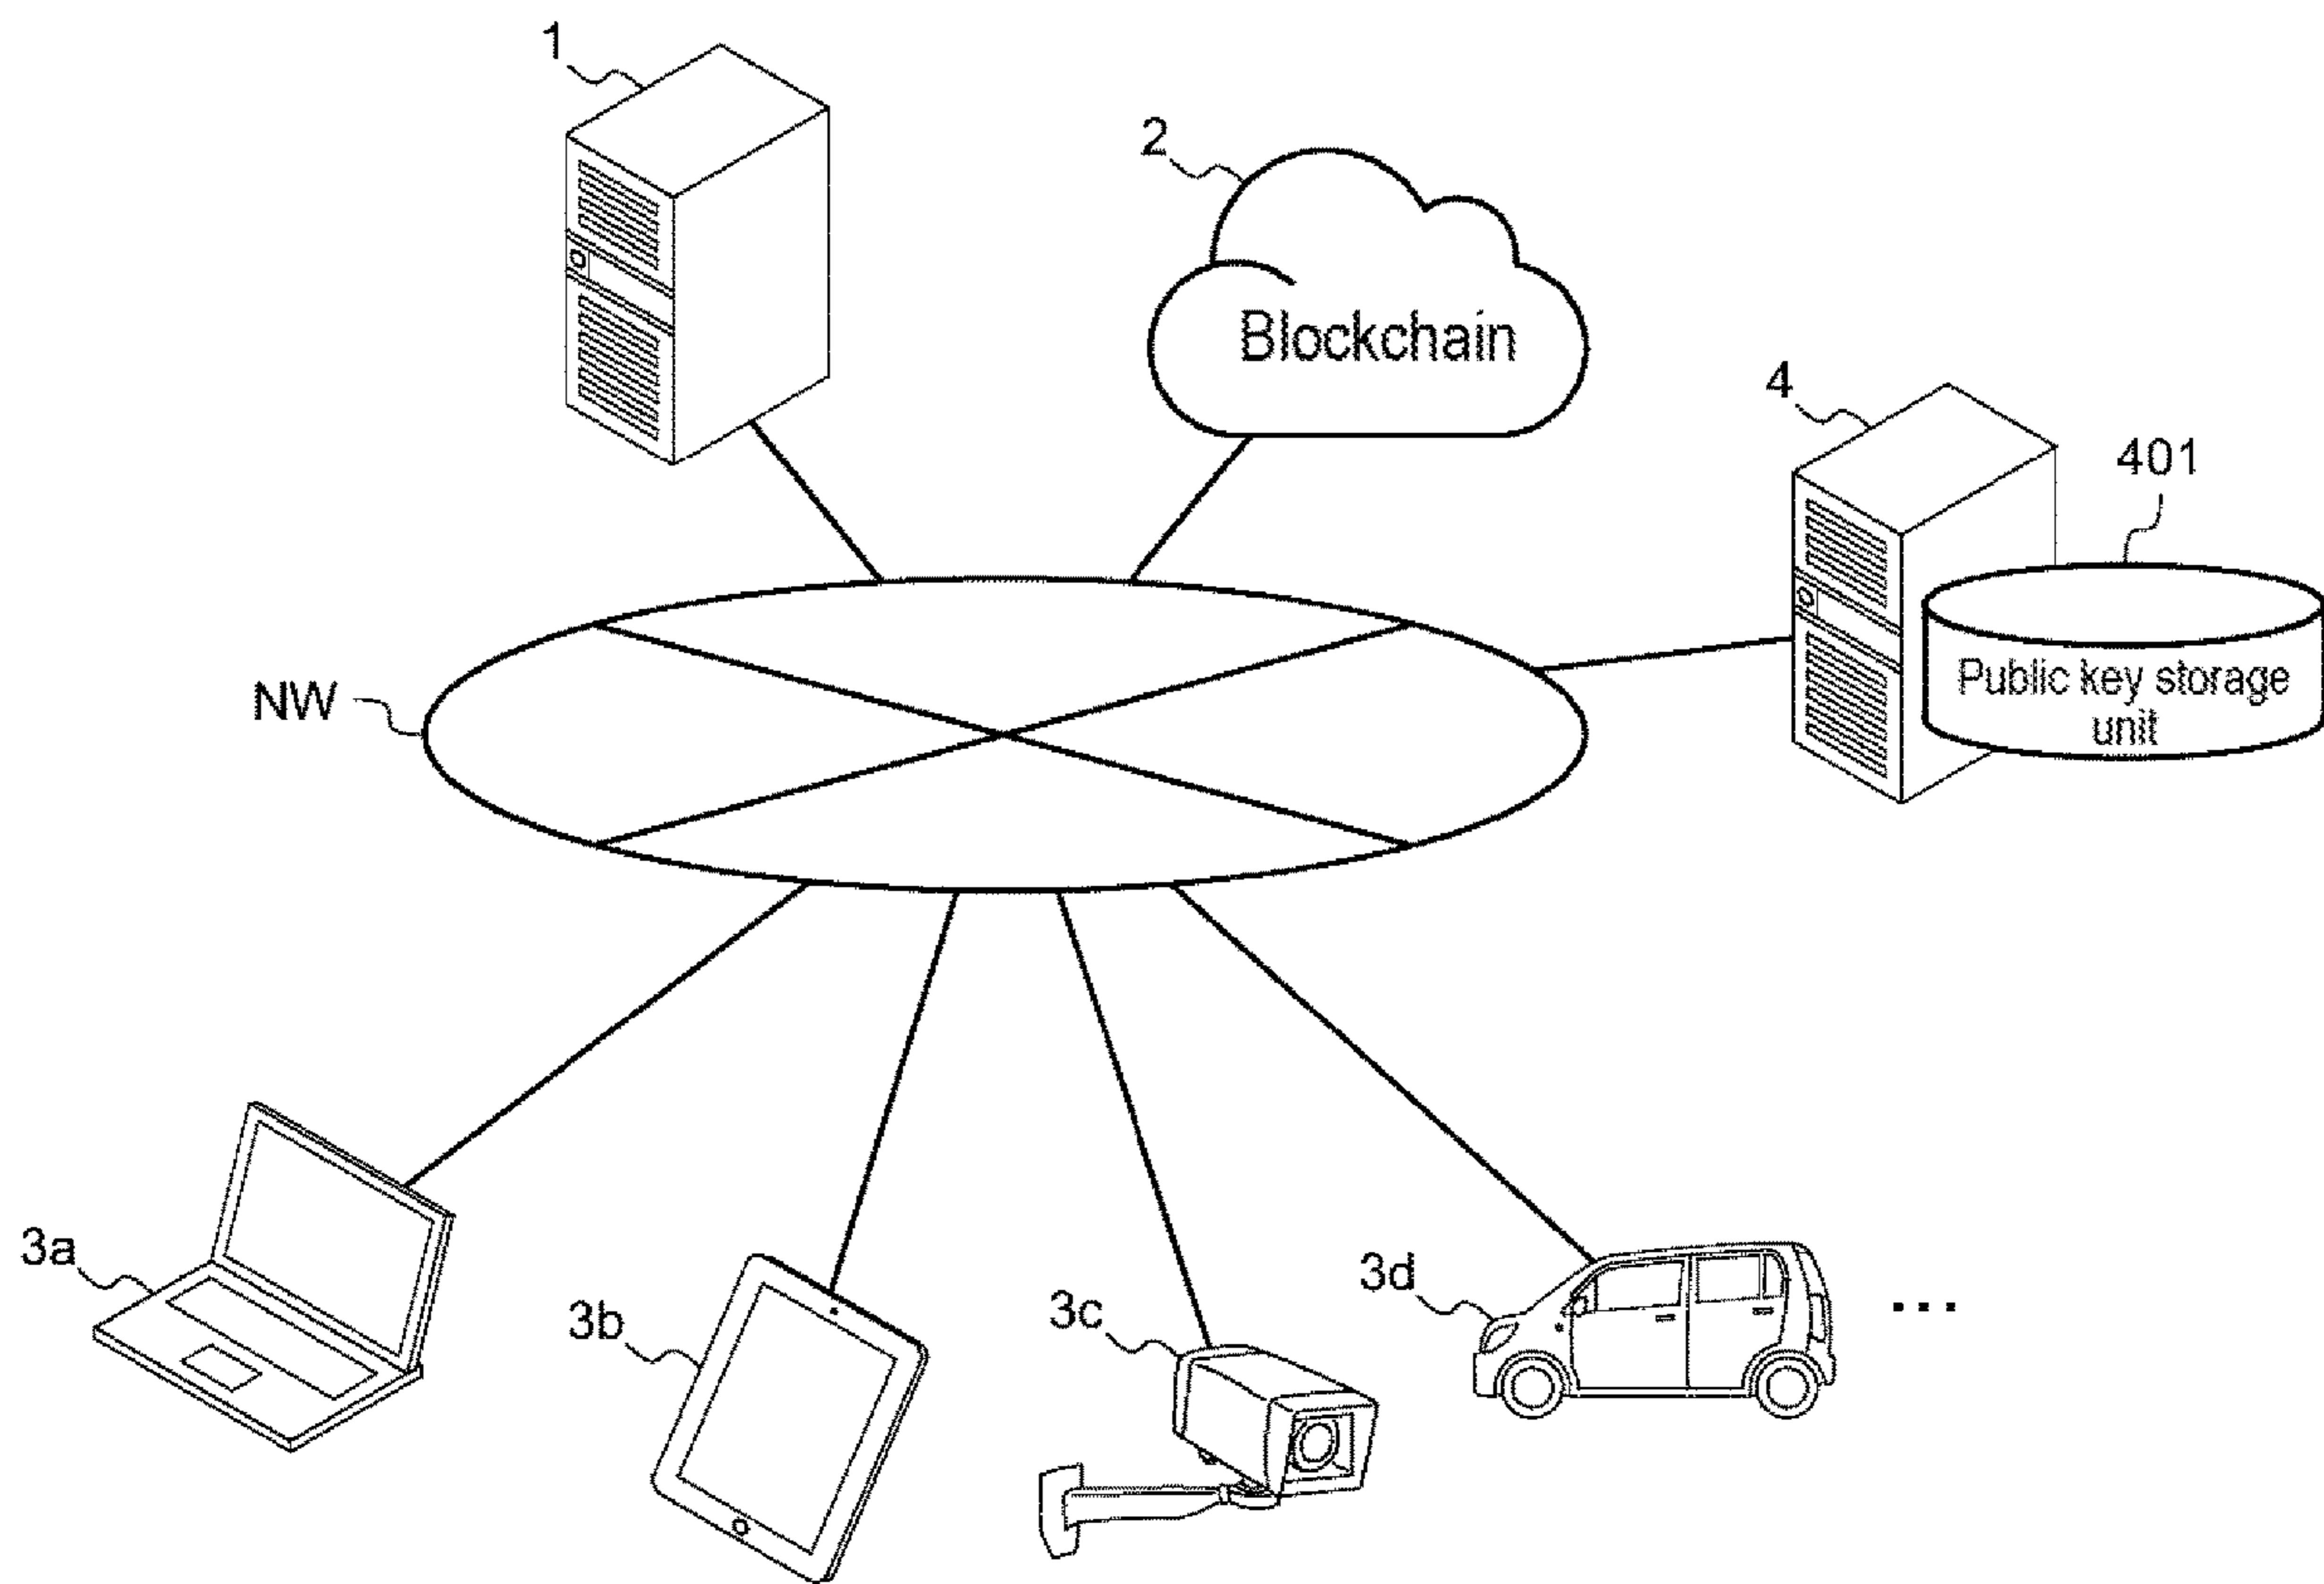 1
2
Blockchain
4
401
Public key storage
unit
NW
3a
3b
3c
3d
...